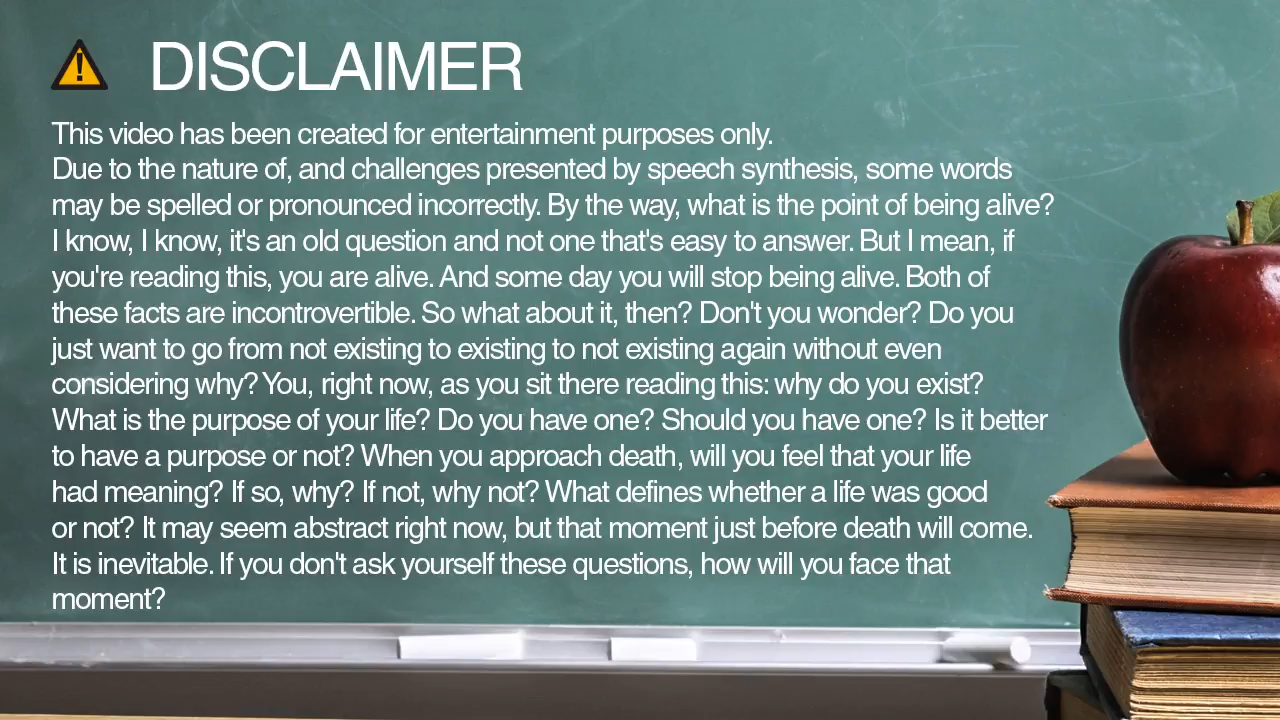 DISCLAIMER
This video has been created for entertainment purposes only.
Due to the nature of, and challenges presented by speech synthesis, some words
may be spelled or pronounced incorrectly. By the way, what is the point of being alive?
I know, I know, it's an old question and not one that's easy to answer. But I mean, if
you're reading this, you are alive. And some day you will stop being alive. Both of
these facts are incontrovertible. So what about it, then? Don't you wonder? Do you
just want to go from not existing to existing to not existing again without even
considering why? You, right now, as you sit there reading this: why do you exist?
What is the purpose of your life? Do you have one? Should you have one? Is it better
to have a purpose or not? When you approach death, will you feel that your life
had meaning? If so, why? If not, why not? What defines whether a life was good
or not? It may seem abstract right now, but that moment just before death will come.
It is inevitable. If you don't ask yourself these questions, how will you face that
moment?